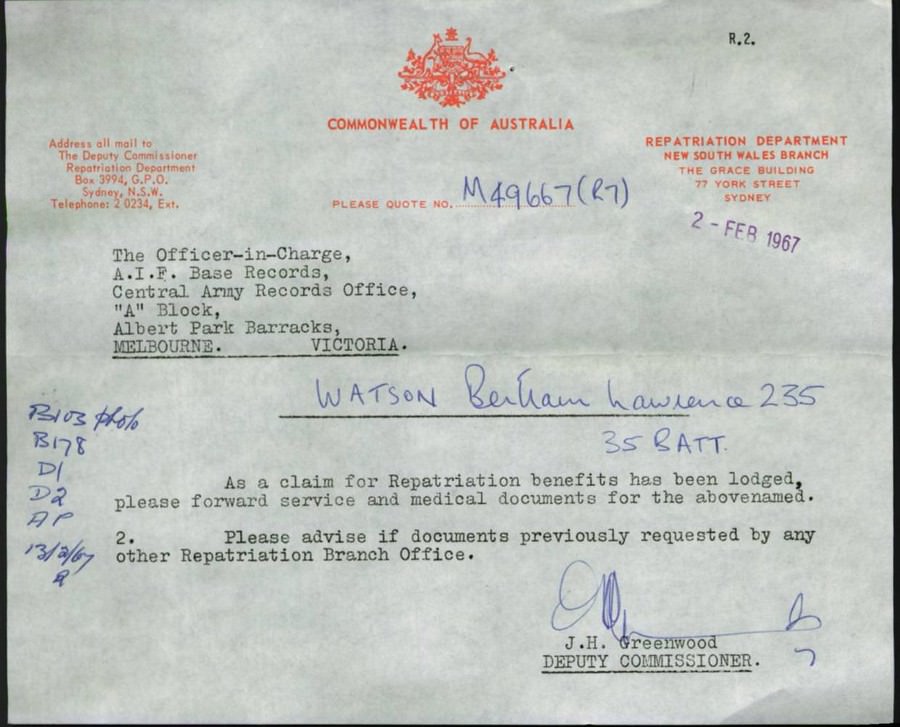 R.2.
COMMONWEALTH OF AUSTRALIA
Address all mail to
The Deputy Commissioner
Repatriation Department
Box 3994, G.P.O.
Sydney, N.S.W.
Telephone: 2 0234, Ext.
REPATRIATION DEPARTMENT
NEW SOUTH WALES BRANCH
THE GRACE BUILDING
77 YORK STREET
SYDNEY
PLEASE QUOTE NO. M49667(R7)
2 - FEB 1967
The Officer-in-Charge,
A.I.F. Base Records,
Central Army Records Office,
"A" Block,
Albert Park Barracks,
MELBOURNE. VICTORIA.
WATSON Bertram Lawrence 235
35 BATT.
B103 photo
B178
D1
D2
AP
13/2/67
As a claim for Repatriation benefits has been lodged,
please forward service and medical documents for the abovenamed.
2. Please advise if documents previously requested by any
other Repatriation Branch Office.
J.H. Greenwood
DEPUTY COMMISSIONER.